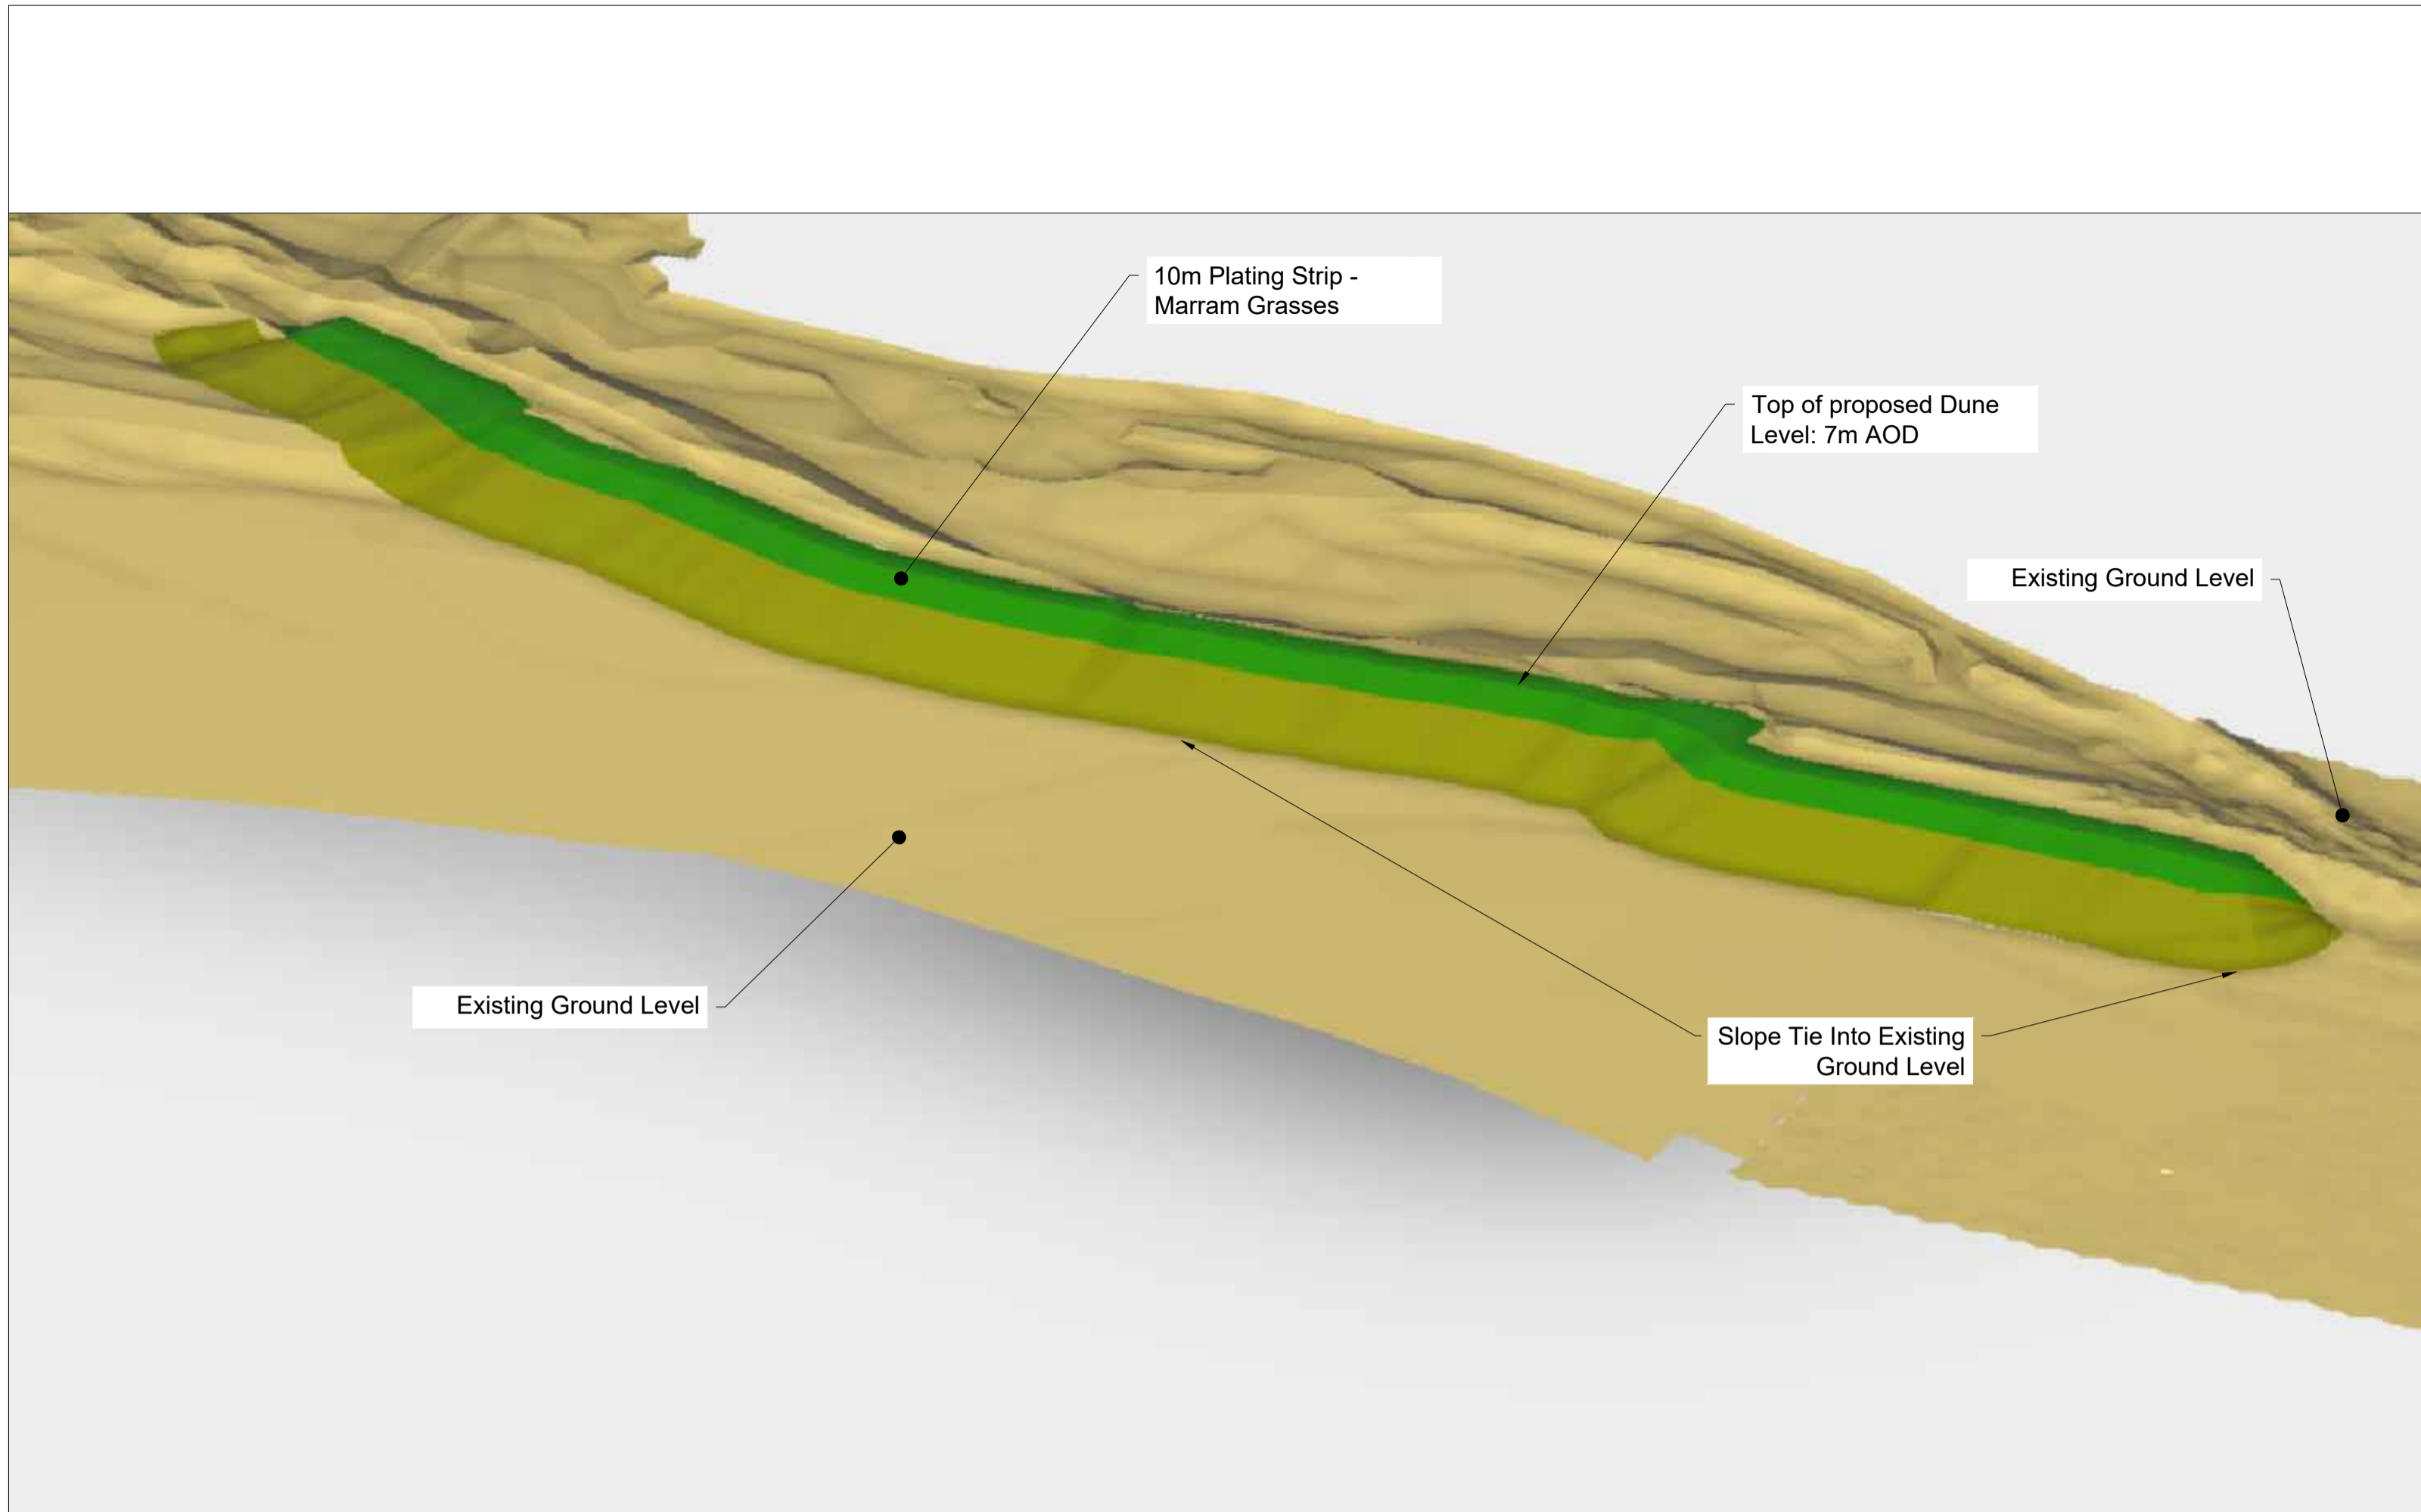 10m Plating Strip -
Marram Grasses
Top of proposed Dune
Level: 7m AOD
Existing Ground Level
Existing Ground Level
Slope Tie Into Existing
Ground Level